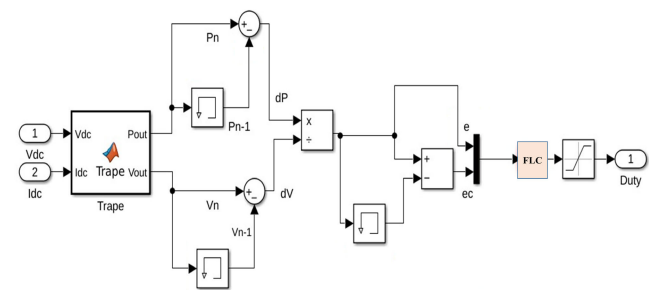 Pn
+
−
Pn-1
dP
1
Vdc
2
Idc
Vdc
Idc
Pout
Vout
Trape
Trape
Vn
+
−
Vn-1
dV
x
÷
e
+
−
ec
FLC
1
Duty